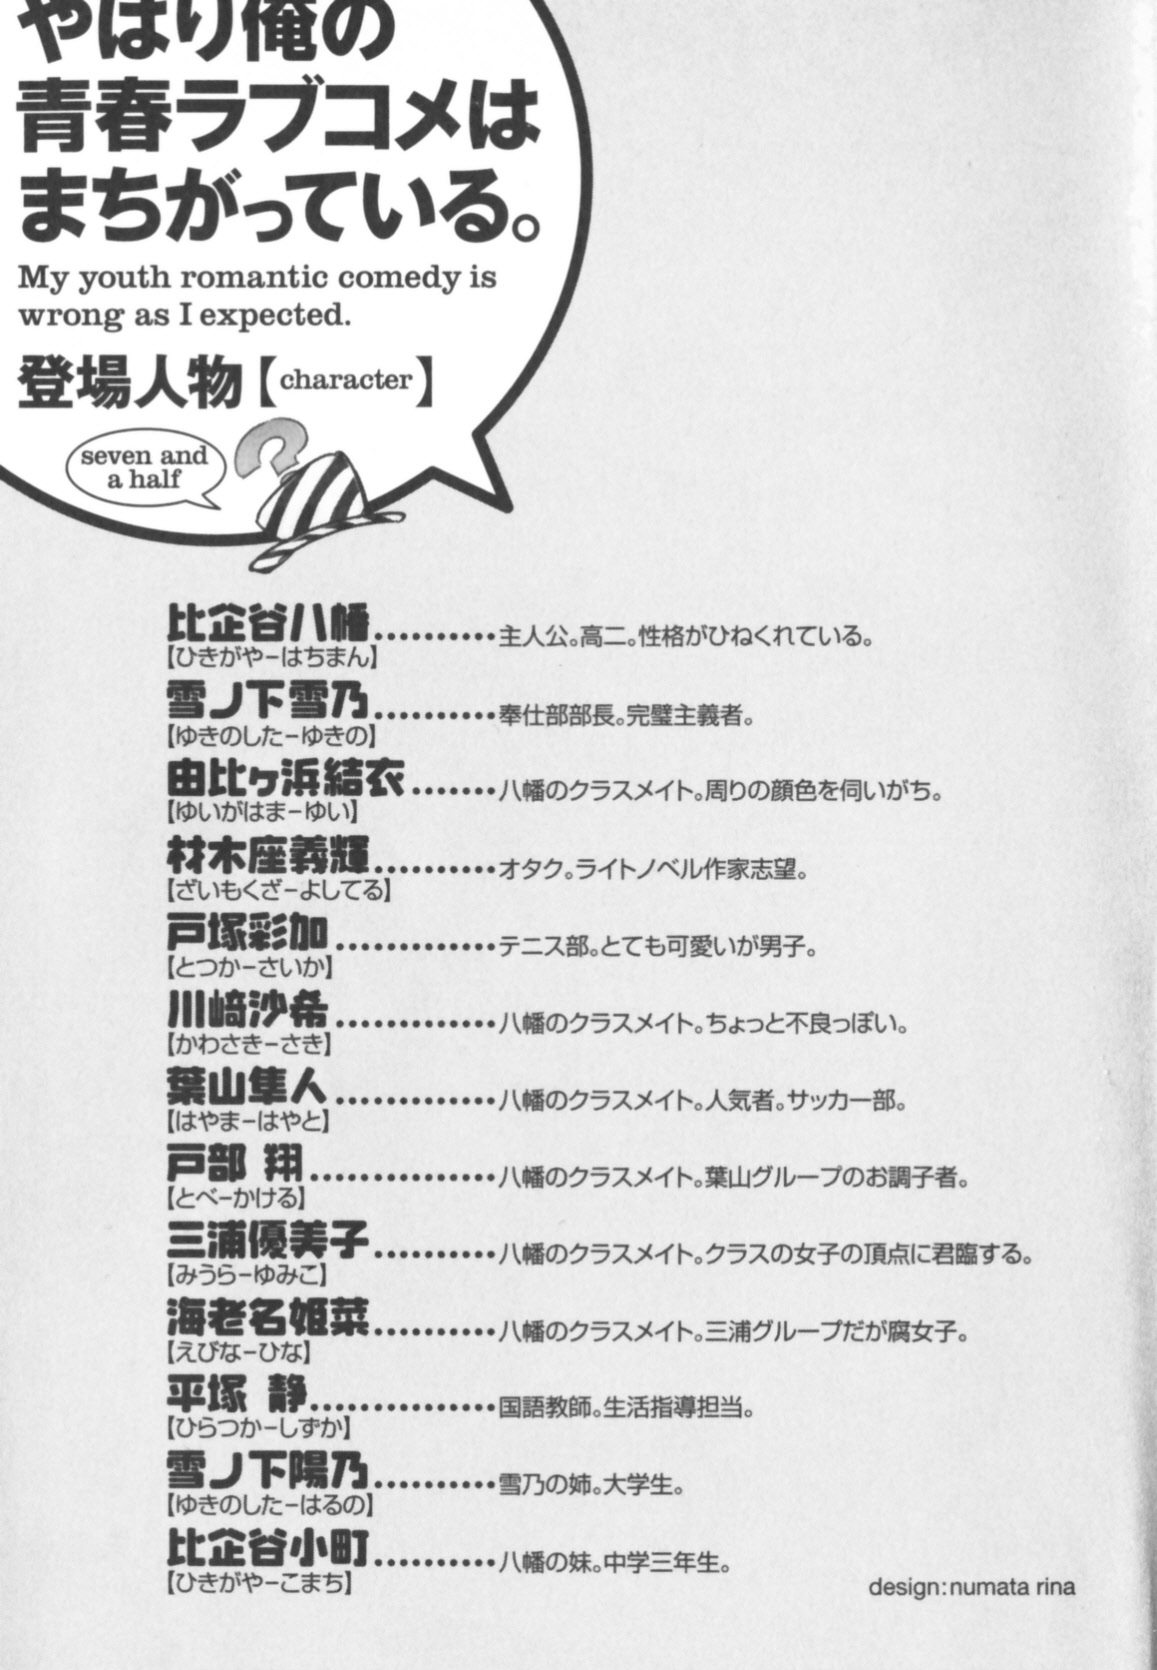 やはり俺の
青春ラブコメは
まちがっている。
My youth romantic comedy is
wrong as I expected.
登場人物【character】
seven and
a half
比企谷八幡..........主人公。高二。性格がひねくれている。
【ひきがや−はちまん】
雪ノ下雪乃..........奉仕部部長。完璧主義者。
【ゆきのした−ゆきの】
由比ヶ浜結衣.......八幡のクラスメイト。周りの顔色を伺いがち。
【ゆいがはま−ゆい】
材木座義輝..........オタク。ライトノベル作家志望。
【ざいもくざ−よしてる】
戸塚彩加.............テニス部。とても可愛いが男子。
【とつか−さいか】
川﨑沙希.............八幡のクラスメイト。ちょっと不良っぽい。
【かわさき−さき】
葉山隼人.............八幡のクラスメイト。人気者。サッカー部。
【はやま−はやと】
戸部 翔...............八幡のクラスメイト。葉山グループのお調子者。
【とべ−かける】
三浦優美子..........八幡のクラスメイト。クラスの女子の頂点に君臨する。
【みうら−ゆみこ】
海老名姫菜..........八幡のクラスメイト。三浦グループだが腐女子。
【えびな−ひな】
平塚 静...............国語教師。生活指導担当。
【ひらつか−しずか】
雪ノ下陽乃..........雪乃の姉。大学生。
【ゆきのした−はるの】
比企谷小町..........八幡の妹。中学三年生。
【ひきがや−こまち】
design:numata rina